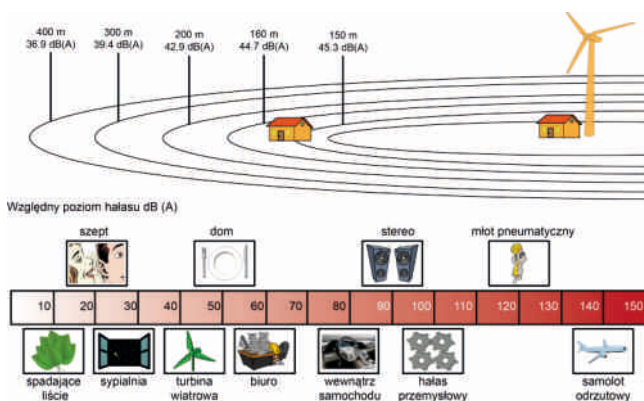 400 m
36.9 dB(A)
300 m
39.4 dB(A)
200 m
42.9 dB(A)
160 m
44.7 dB(A)
150 m
45.3 dB(A)
Względny poziom hałasu dB (A)
szept
dom
stereo
młot pneumatyczny
10 20 30 40 50 60 70 80 90 100 110 120 130 140 150
spadające
liście
sypialnia
turbina
wiatrowa
biuro
wewnątrz
samochodu
hałas
przemysłowy
samolot
odrzutowy